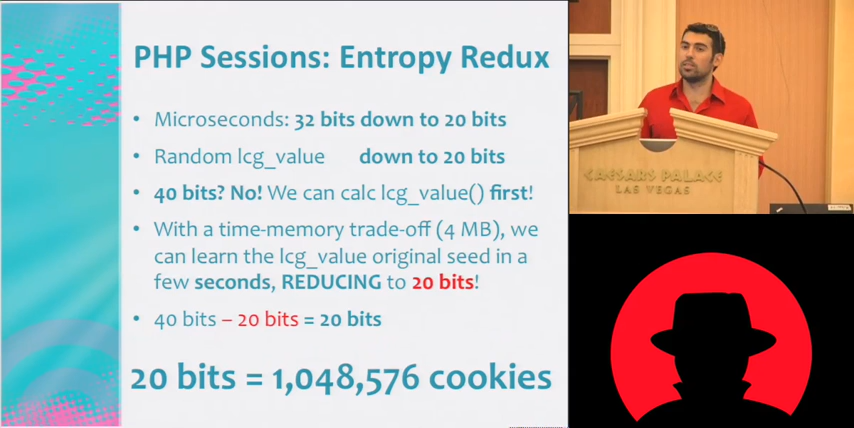 PHP Sessions: Entropy Redux
• Microseconds: 32 bits down to 20 bits
• Random lcg_value down to 20 bits
• 40 bits? No! We can calc lcg_value() first!
• With a time-memory trade-off (4 MB), we
can learn the lcg_value original seed in a
few seconds, REDUCING to 20 bits!
• 40 bits – 20 bits = 20 bits
20 bits = 1,048,576 cookies
CAESARS PALACE
LAS VEGAS